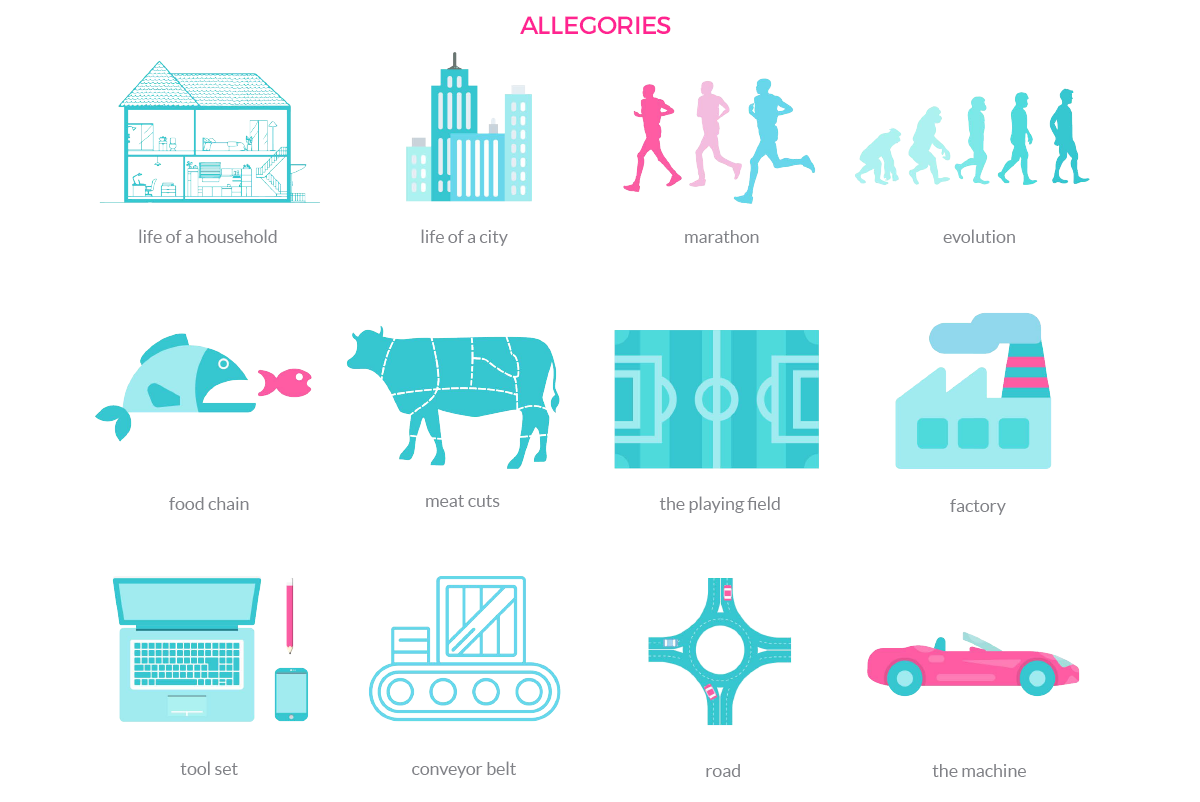 ALLEGORIES
life of a household
life of a city
marathon
evolution
food chain
meat cuts
the playing field
factory
tool set
conveyor belt
road
the machine